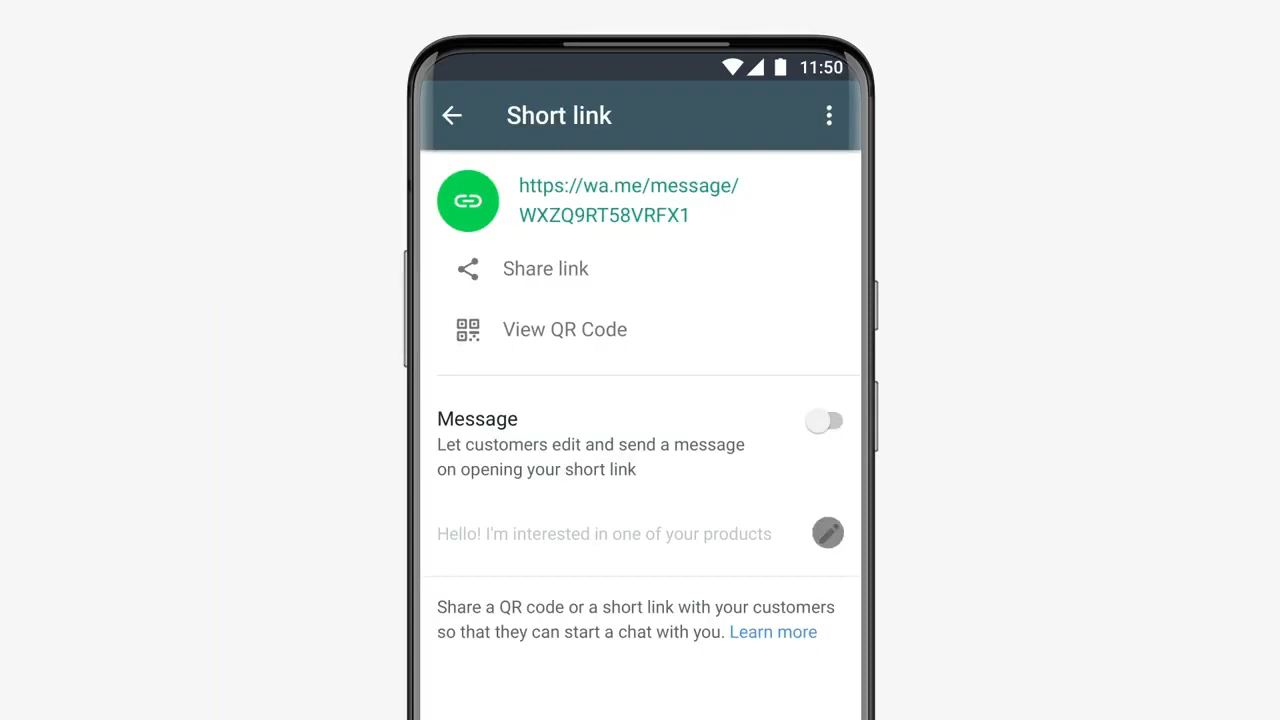 11:50
Short link
https://wa.me/message/
WXZQ9RT58VRFX1
Share link
View QR Code
Message
Let customers edit and send a message
on opening your short link
Hello! I'm interested in one of your products
Share a QR code or a short link with your customers
so that they can start a chat with you. Learn more